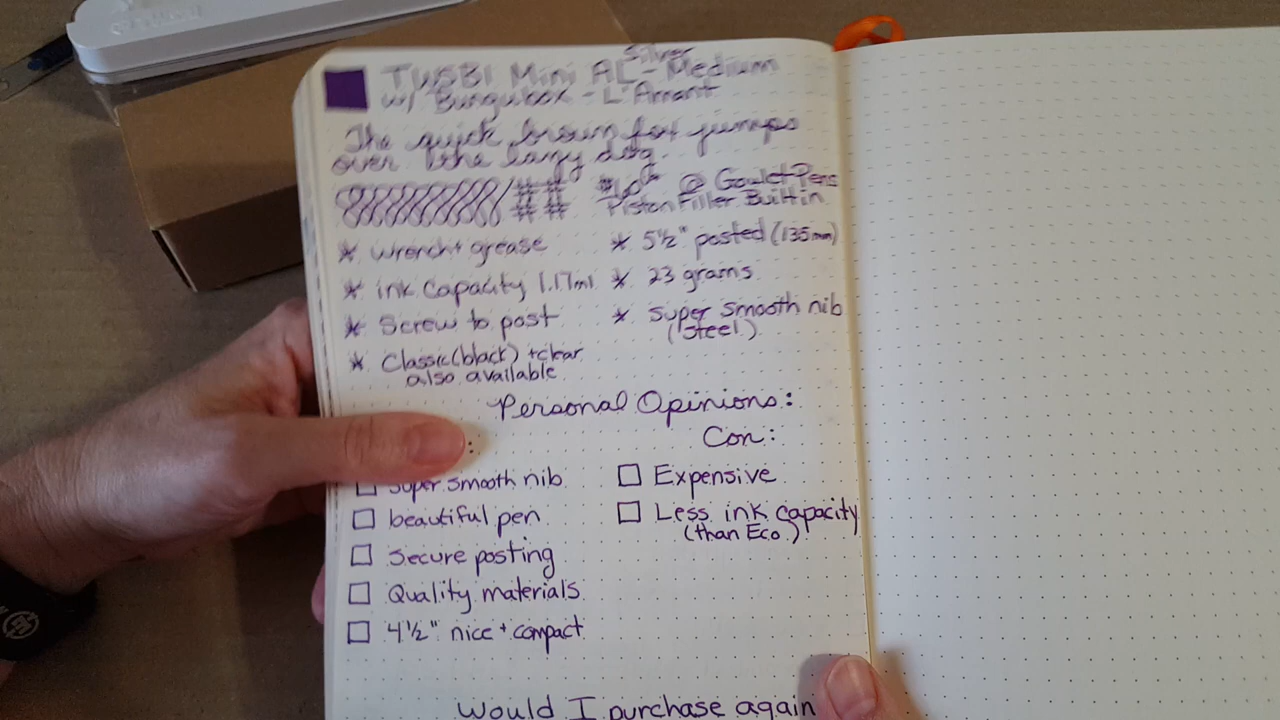 Silver
TWSBI Mini AL - Medium
w/ Bungubox - L'Amant
The quick brown fox jumps
over the lazy dog.
## @ Goulet Pens
Piston Filler Built in
* wrench + grease
* 5½" posted (135mm)
* ink capacity 1.17ml
* 23 grams
* Screw to post
* Super smooth nib
(steel)
* Classic (black) + clear
also available
Personal Opinions:
:
Con:
□ Super smooth nib
□ Expensive
□ beautiful pen
□ Less ink capacity
(than Eco)
□ Secure posting
□ Quality materials
□ 4½" nice + compact
Would I purchase again